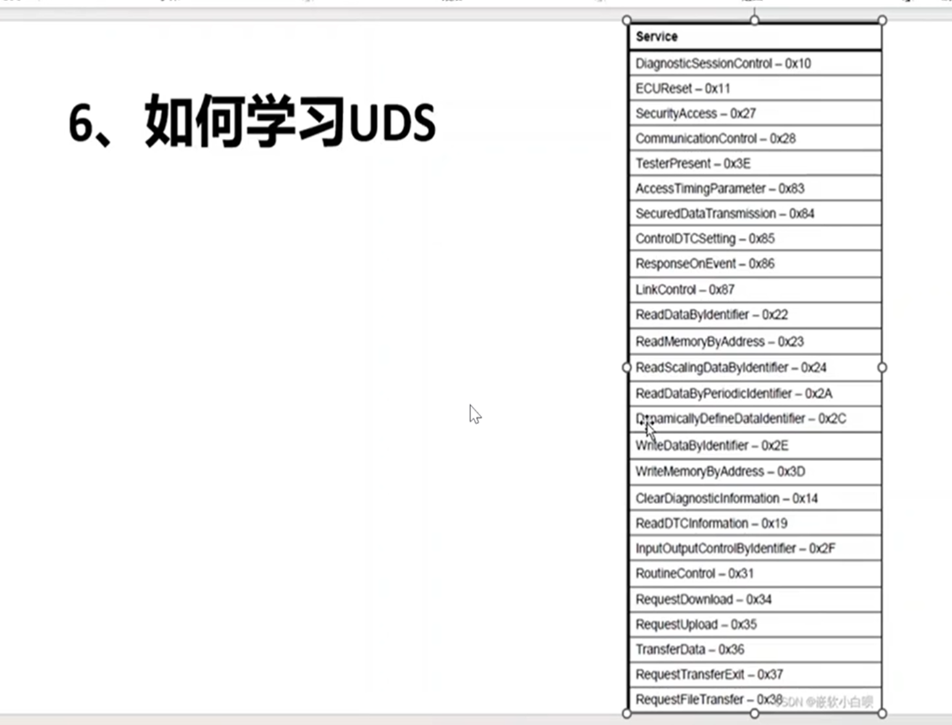 6、如何学习UDS
Service
DiagnosticSessionControl – 0x10
ECUReset – 0x11
SecurityAccess – 0x27
CommunicationControl – 0x28
TesterPresent – 0x3E
AccessTimingParameter – 0x83
SecuredDataTransmission – 0x84
ControlDTCSetting – 0x85
ResponseOnEvent – 0x86
LinkControl – 0x87
ReadDataByIdentifier – 0x22
ReadMemoryByAddress – 0x23
ReadScalingDataByIdentifier – 0x24
ReadDataByPeriodicIdentifier – 0x2A
DynamicallyDefineDataIdentifier – 0x2C
WriteDataByIdentifier – 0x2E
WriteMemoryByAddress – 0x3D
ClearDiagnosticInformation – 0x14
ReadDTCInformation – 0x19
InputOutputControlByIdentifier – 0x2F
RoutineControl – 0x31
RequestDownload – 0x34
RequestUpload – 0x35
TransferData – 0x36
RequestTransferExit – 0x37
RequestFileTransfer – 0x38
CSDN @嵌软小白呗